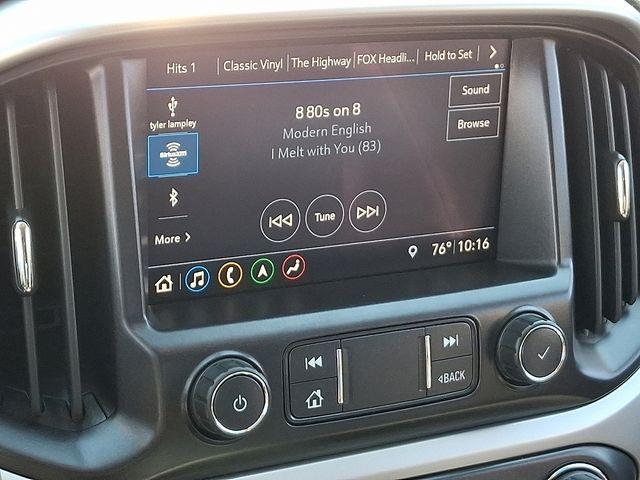 Hits 1 Classic Vinyl The Highway FOX Headli... Hold to Set
tyler lampley
8 80s on 8
Modern English
I Melt with You (83)
Sound
Browse
SiriusXM
Tune
More
76° 10:16
BACK